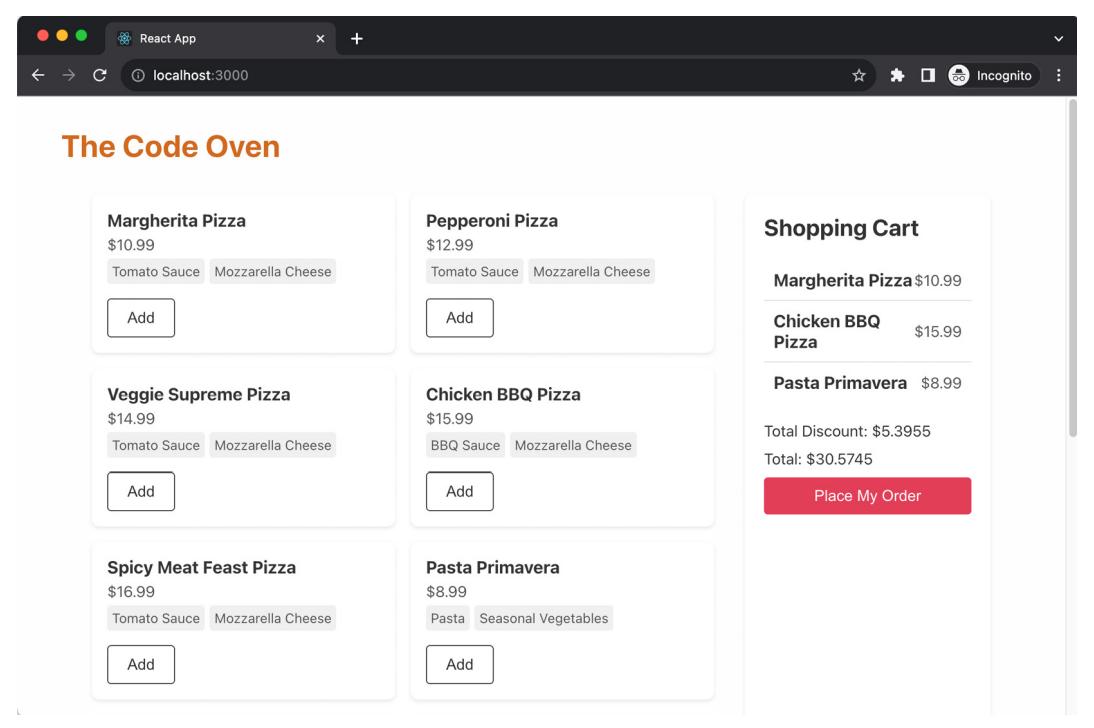 React App
localhost:3000
Incognito
The Code Oven
Margherita Pizza
$10.99
Tomato Sauce Mozzarella Cheese
Add
Pepperoni Pizza
$12.99
Tomato Sauce Mozzarella Cheese
Add
Veggie Supreme Pizza
$14.99
Tomato Sauce Mozzarella Cheese
Add
Chicken BBQ Pizza
$15.99
BBQ Sauce Mozzarella Cheese
Add
Spicy Meat Feast Pizza
$16.99
Tomato Sauce Mozzarella Cheese
Add
Pasta Primavera
$8.99
Pasta Seasonal Vegetables
Add
Shopping Cart
Margherita Pizza $10.99
Chicken BBQ
Pizza $15.99
Pasta Primavera $8.99
Total Discount: $5.3955
Total: $30.5745
Place My Order